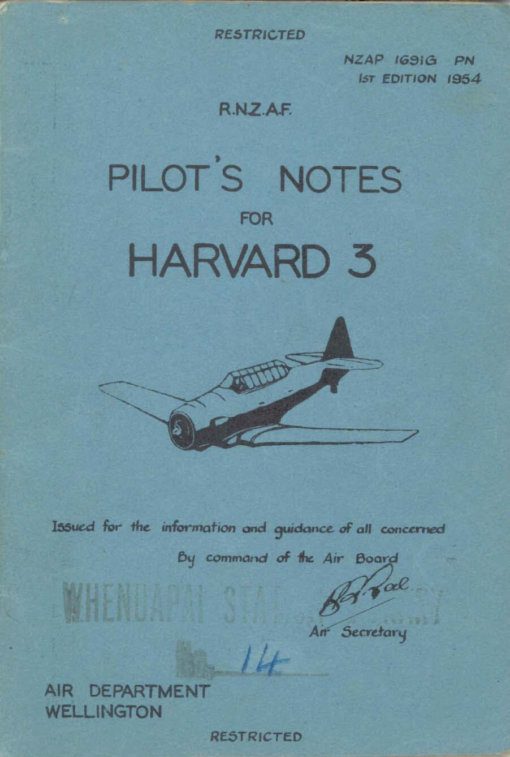 RESTRICTED
NZAP 1691G PN
1ST EDITION 1954
R.N.Z.A.F.
PILOT'S NOTES
FOR
HARVARD 3
Issued for the information and guidance of all concerned
By command of the Air Board
Air Secretary
WHENUAPAI
No. 14
AIR DEPARTMENT
WELLINGTON
RESTRICTED